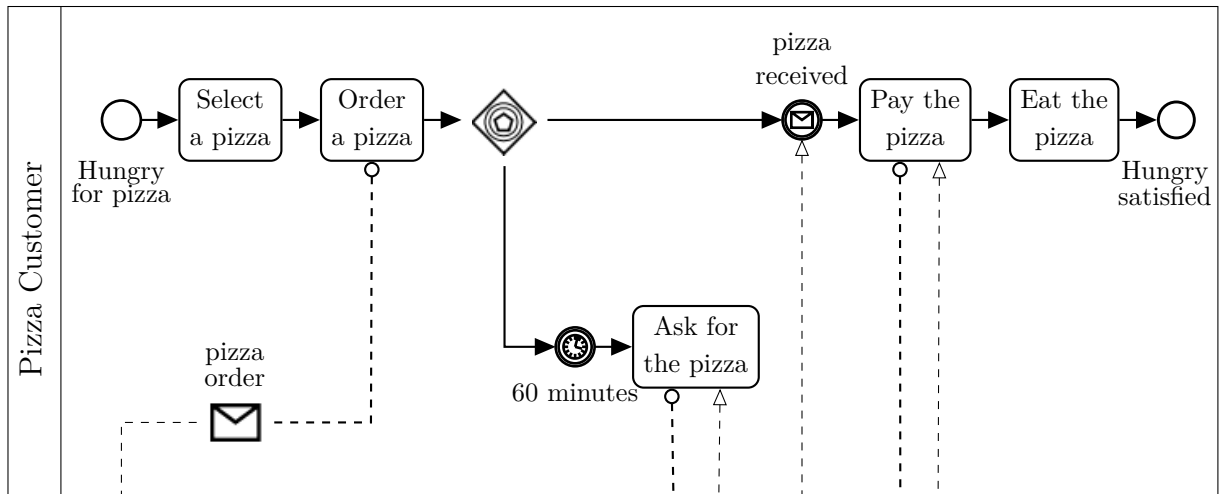 Pizza Customer
Hungry
for pizza
Select
a pizza
Order
a pizza
pizza
received
Pay the
pizza
Eat the
pizza
Hungry
satisfied
60 minutes
Ask for
the pizza
pizza
order